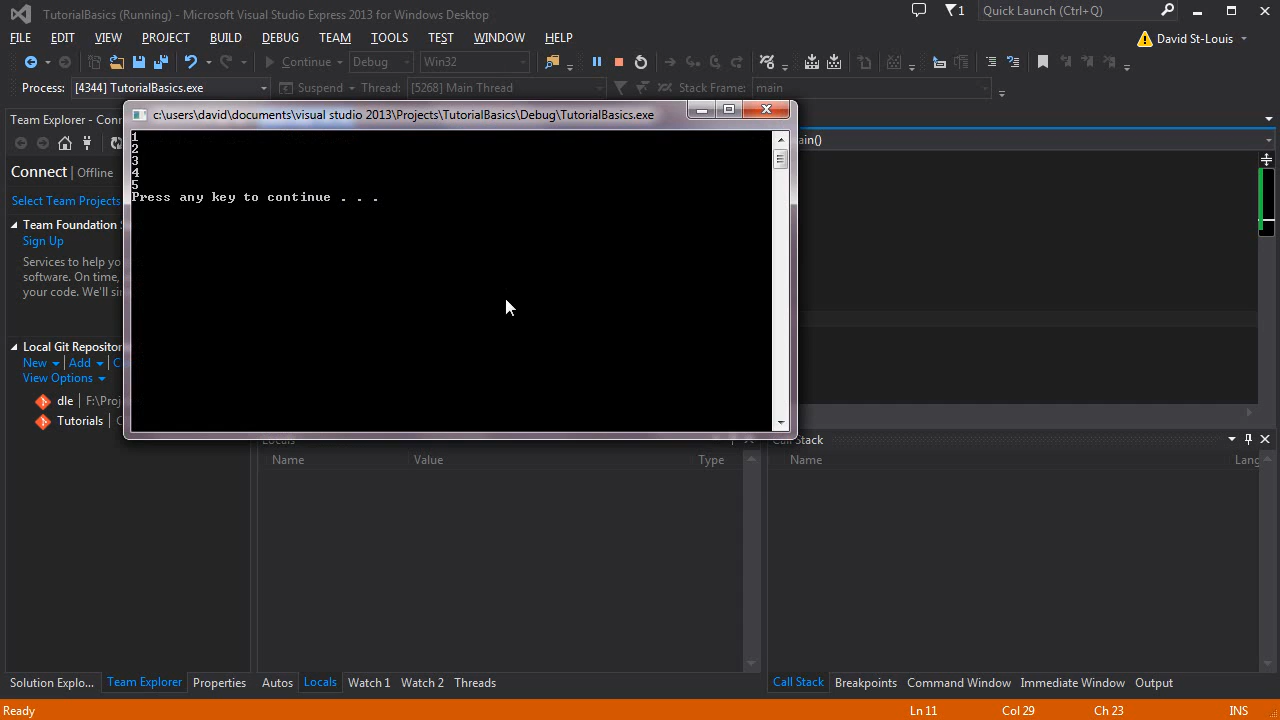 TutorialBasics (Running) - Microsoft Visual Studio Express 2013 for Windows Desktop
1
Quick Launch (Ctrl+Q)
FILE EDIT VIEW PROJECT BUILD DEBUG TEAM TOOLS TEST WINDOW HELP
David St-Louis
Continue Debug Win32
Process: [4344] TutorialBasics.exe Suspend Thread: [5268] Main Thread Stack Frame: main
c:\users\david\documents\visual studio 2013\Projects\TutorialBasics\Debug\TutorialBasics.exe
1
2
3
4
5
Press any key to continue . . .
Team Explorer - Conn
Connect | Offline
Select Team Projects
Team Foundation S
Sign Up
Services to help yo
software. On time,
your code. We'll sin
Local Git Repositor
New | Add | C
View Options
dle | F:\Proj
Tutorials | C
ain()
Locals
Name Value Type
Call Stack
Name Lang
Solution Explo... Team Explorer Properties Autos Locals Watch 1 Watch 2 Threads Call Stack Breakpoints Command Window Immediate Window Output
Ready Ln 11 Col 29 Ch 23 INS